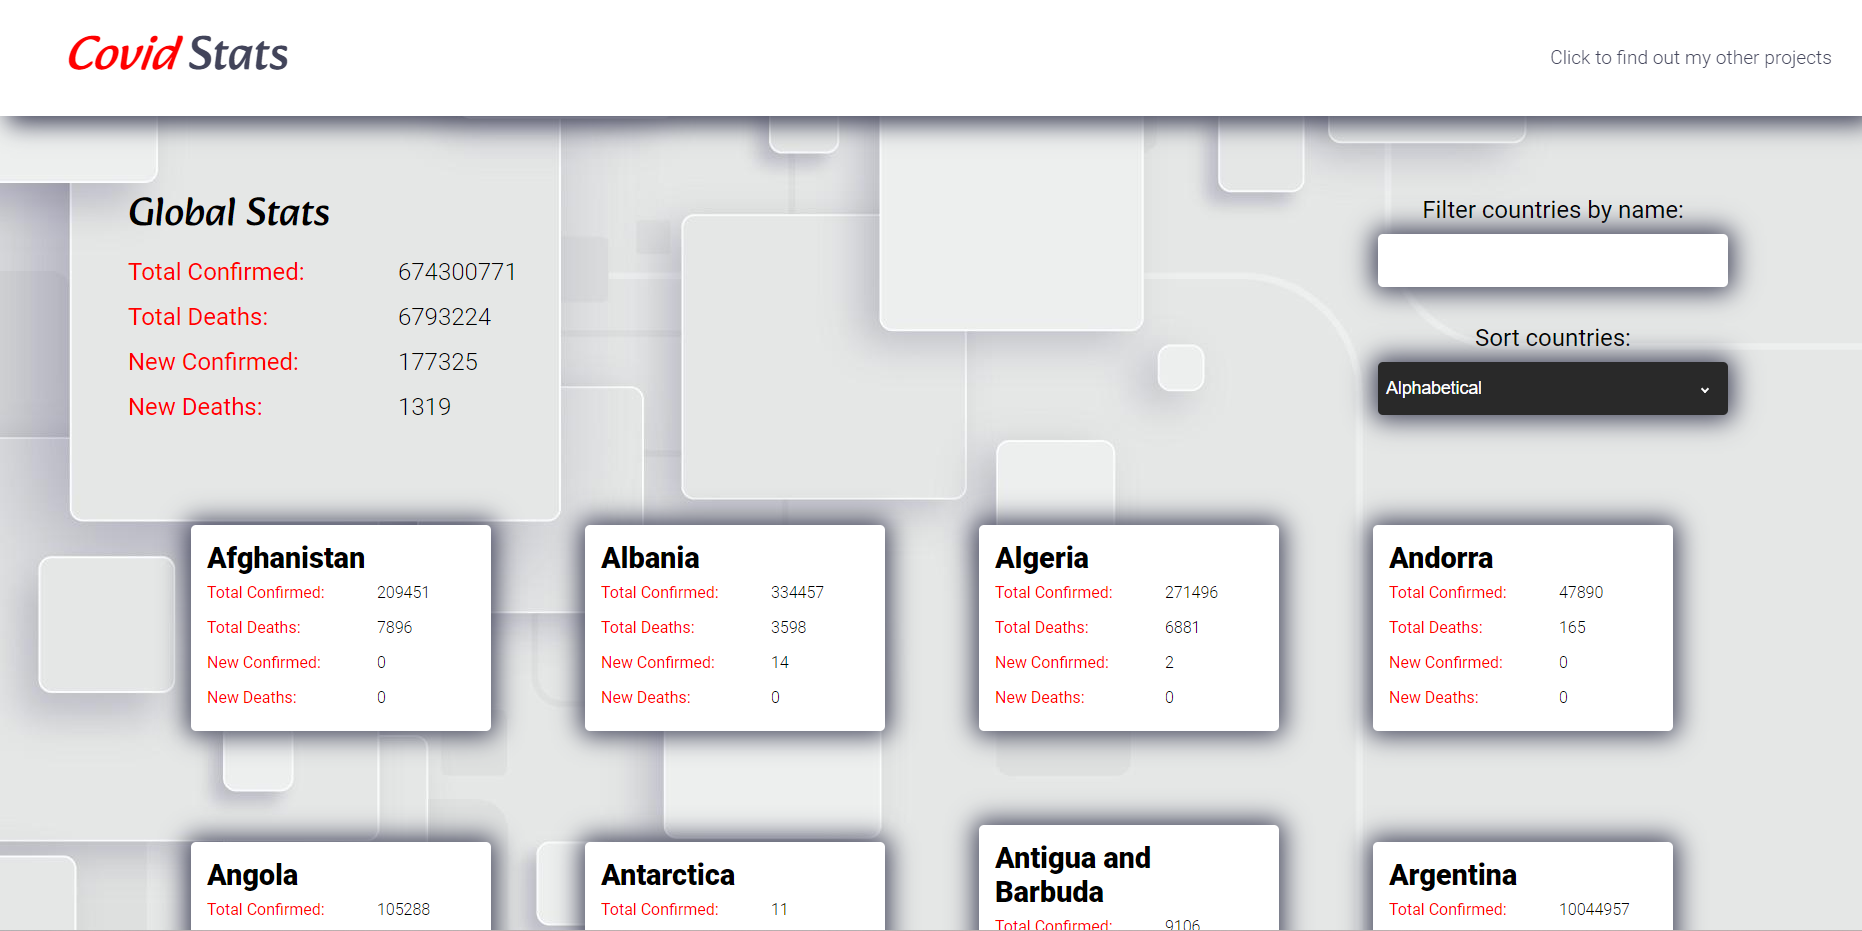 Covid Stats
Click to find out my other projects
Global Stats
Total Confirmed: 674300771
Total Deaths: 6793224
New Confirmed: 177325
New Deaths: 1319
Filter countries by name:
Sort countries:
Alphabetical
Afghanistan
Total Confirmed: 209451
Total Deaths: 7896
New Confirmed: 0
New Deaths: 0
Albania
Total Confirmed: 334457
Total Deaths: 3598
New Confirmed: 14
New Deaths: 0
Algeria
Total Confirmed: 271496
Total Deaths: 6881
New Confirmed: 2
New Deaths: 0
Andorra
Total Confirmed: 47890
Total Deaths: 165
New Confirmed: 0
New Deaths: 0
Angola
Total Confirmed: 105288
Antarctica
Total Confirmed: 11
Antigua and
Barbuda
Total Confirmed: 9106
Argentina
Total Confirmed: 10044957